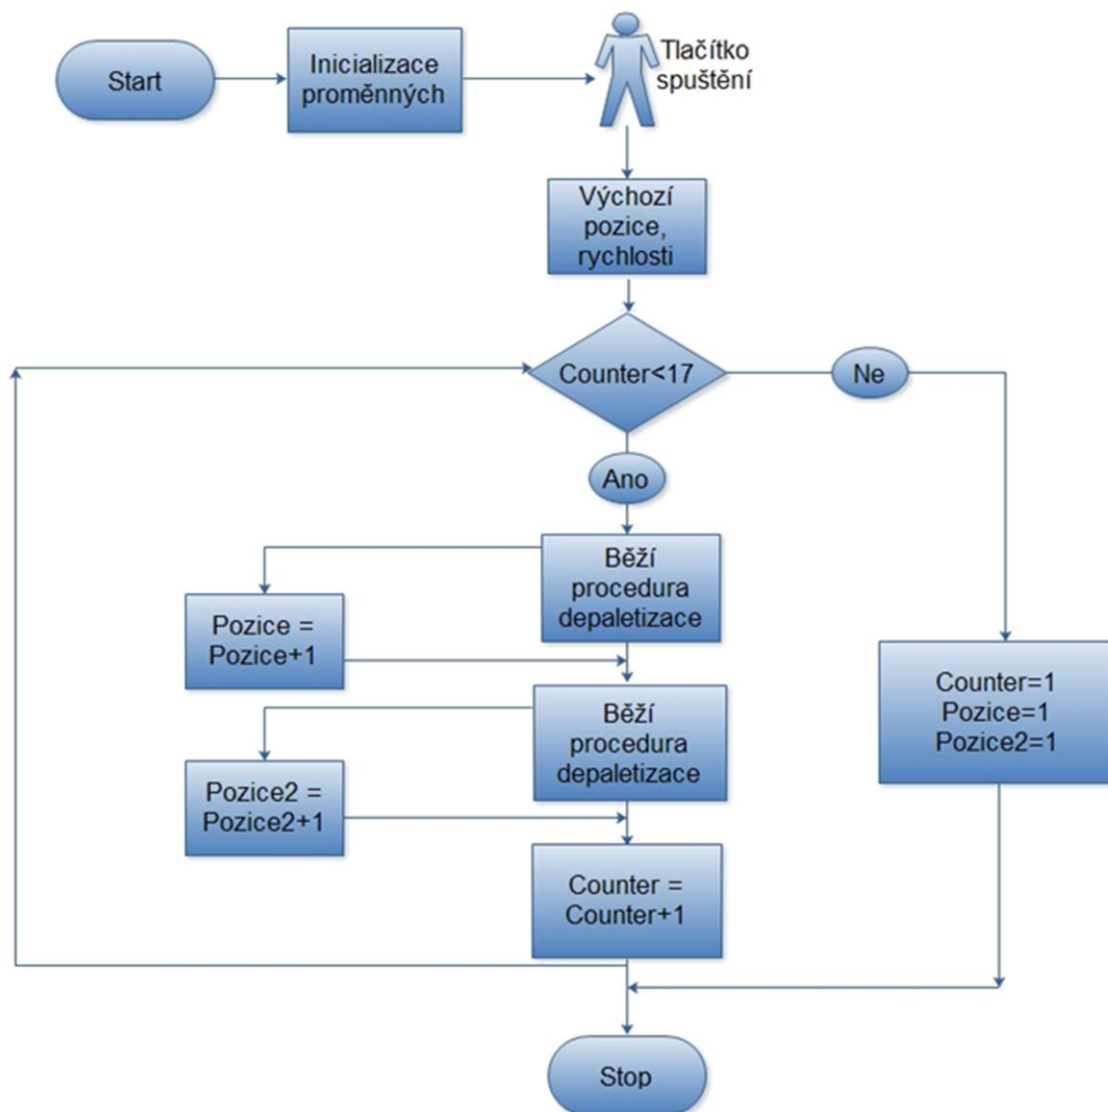 Start
Inicializace
proměnných
Tlačítko
spuštění
Výchozí
pozice,
rychlosti
Counter<17
Ne
Ano
Běží
procedura
depaletizace
Pozice =
Pozice+1
Běží
procedura
depaletizace
Pozice2 =
Pozice2+1
Counter =
Counter+1
Counter=1
Pozice=1
Pozice2=1
Stop